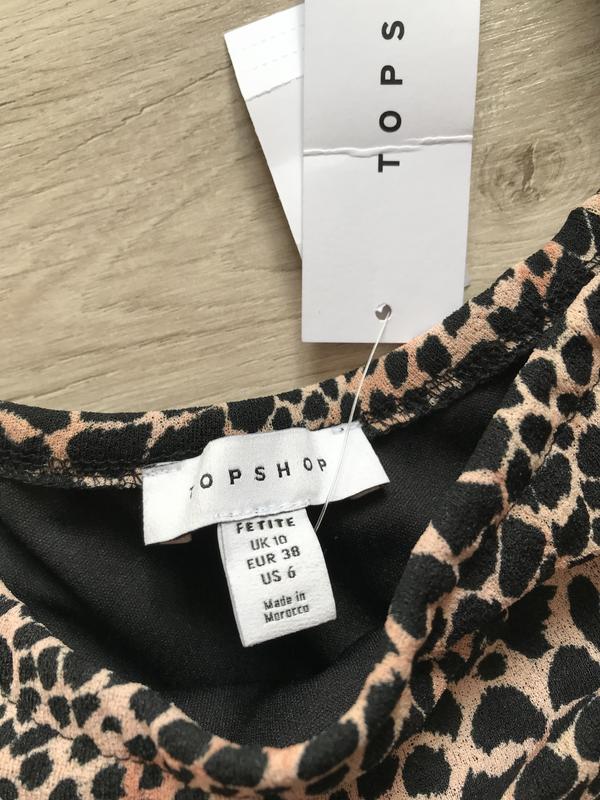 TOPS
TOPSHOP
PETITE
UK 10
EUR 38
US 6
Made in
Morocco